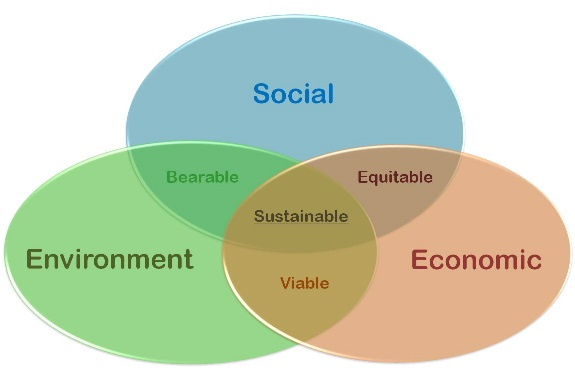 Social
Bearable
Equitable
Sustainable
Environment
Economic
Viable